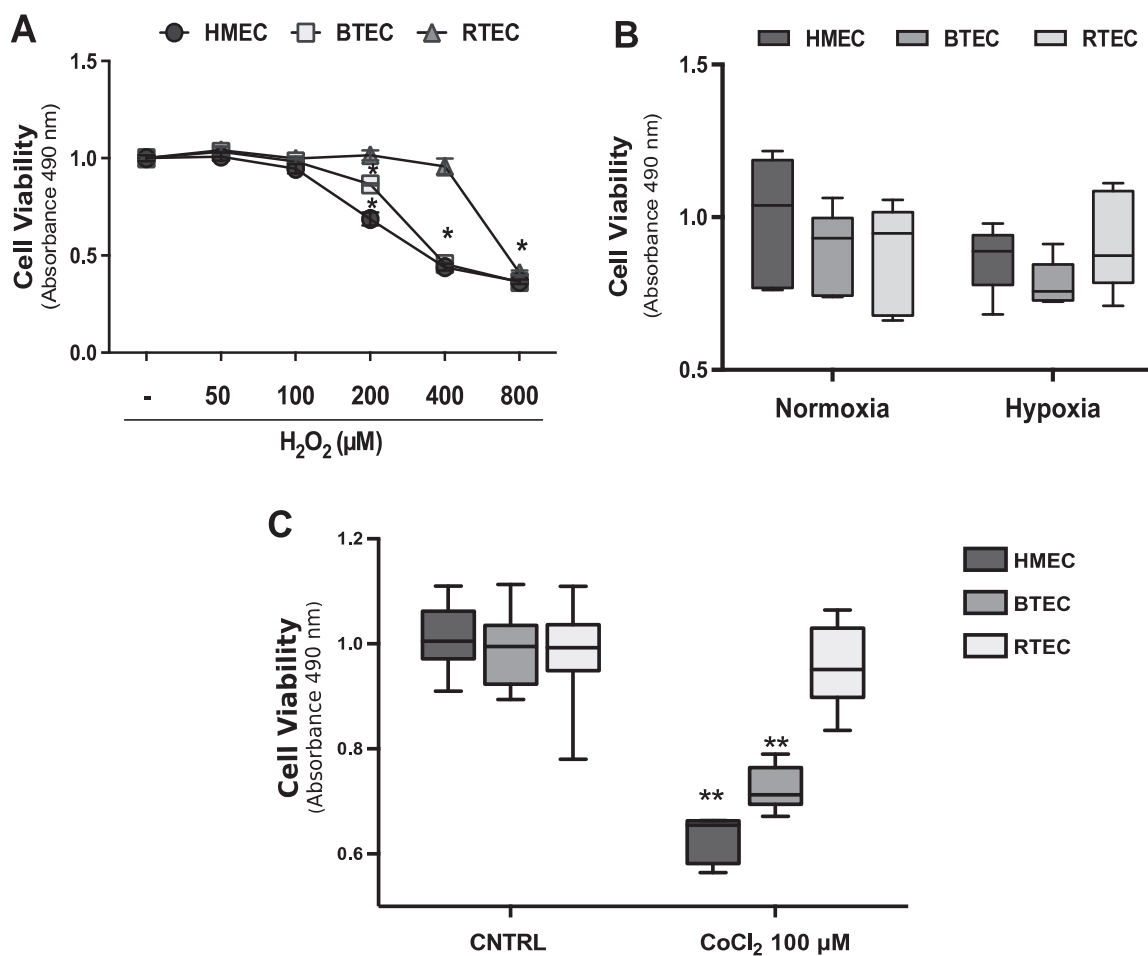 A
HMEC BTEC RTEC
Cell Viability
(Absorbance 490 nm)
1.5
1.0
0.5
0.0
*
*
*
*
- 50 100 200 400 800
H₂O₂ (µM)
B
HMEC BTEC RTEC
Cell Viability
(Absorbance 490 nm)
1.5
1.0
0.5
Normoxia Hypoxia
C
Cell Viability
(Absorbance 490 nm)
1.2
1.0
0.8
0.6
**
**
HMEC
BTEC
RTEC
CNTRL CoCl₂ 100 µM